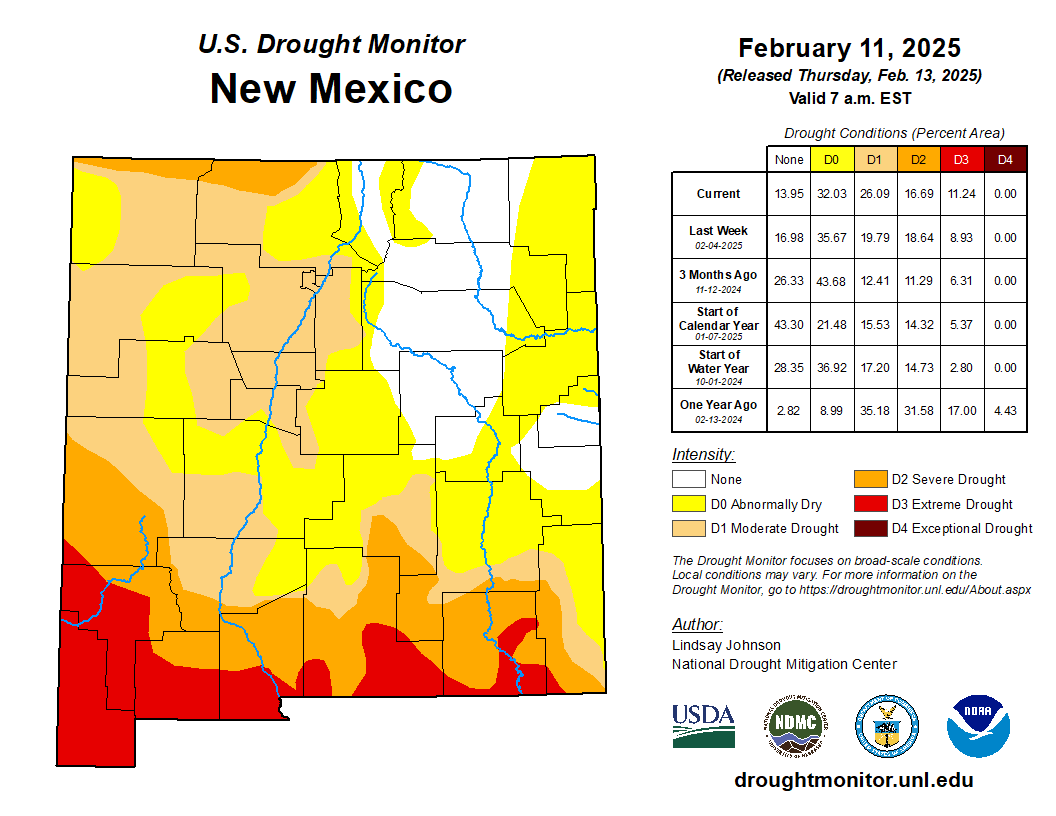 U.S. Drought Monitor
New Mexico
February 11, 2025
(Released Thursday, Feb. 13, 2025)
Valid 7 a.m. EST
Drought Conditions (Percent Area)
None D0 D1 D2 D3 D4
Current 13.95 32.03 26.09 16.69 11.24 0.00
Last Week
02-04-2025 16.98 35.67 19.79 18.64 8.93 0.00
3 Months Ago
11-12-2024 26.33 43.68 12.41 11.29 6.31 0.00
Start of
Calendar Year
01-07-2025 43.30 21.48 15.53 14.32 5.37 0.00
Start of
Water Year
10-01-2024 28.35 36.92 17.20 14.73 2.80 0.00
One Year Ago
02-13-2024 2.82 8.99 35.18 31.58 17.00 4.43
Intensity:
None
D0 Abnormally Dry
D1 Moderate Drought
D2 Severe Drought
D3 Extreme Drought
D4 Exceptional Drought
The Drought Monitor focuses on broad-scale conditions.
Local conditions may vary. For more information on the
Drought Monitor, go to https://droughtmonitor.unl.edu/About.aspx
Author:
Lindsay Johnson
National Drought Mitigation Center
USDA
NDMC
NOAA
droughtmonitor.unl.edu